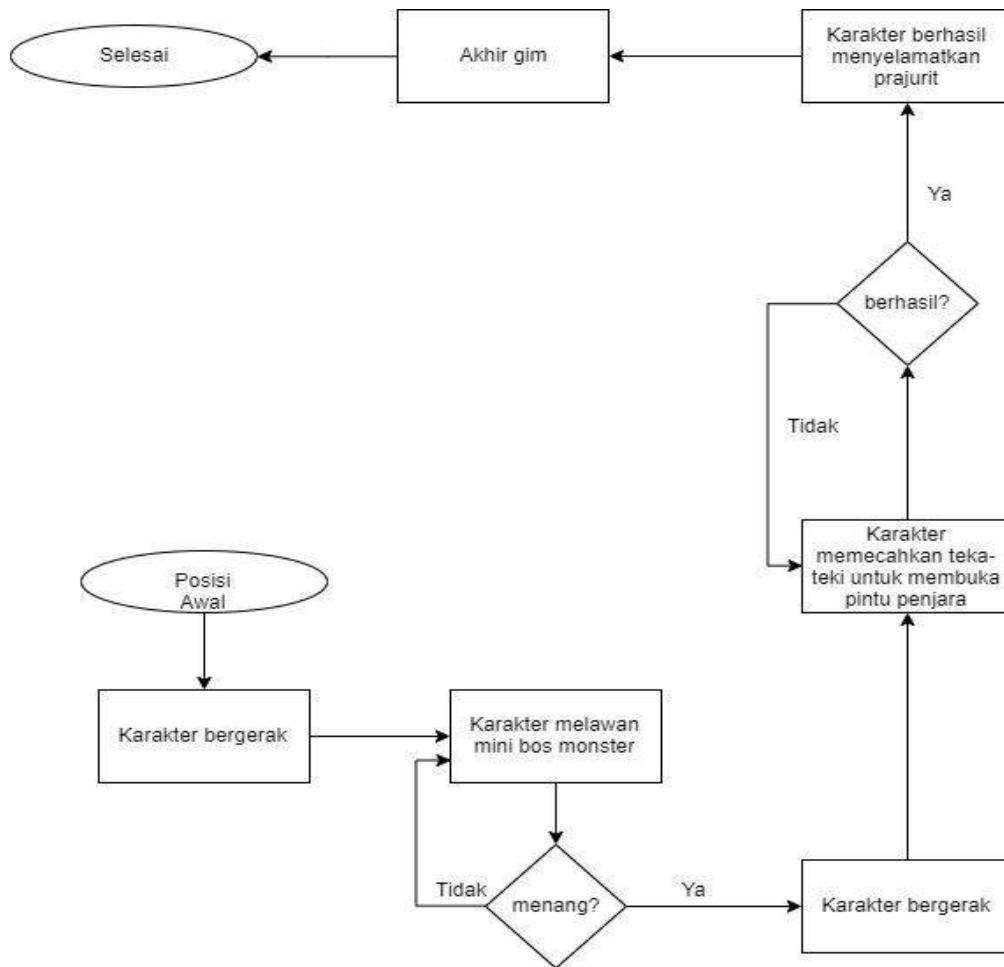 Selesai
Akhir gim
Karakter berhasil
menyelamatkan
prajurit
Ya
berhasil?
Tidak
Karakter
memecahkan teka-
teki untuk membuka
pintu penjara
Posisi
Awal
Karakter bergerak
Karakter melawan
mini bos monster
Tidak
menang?
Ya
Karakter bergerak